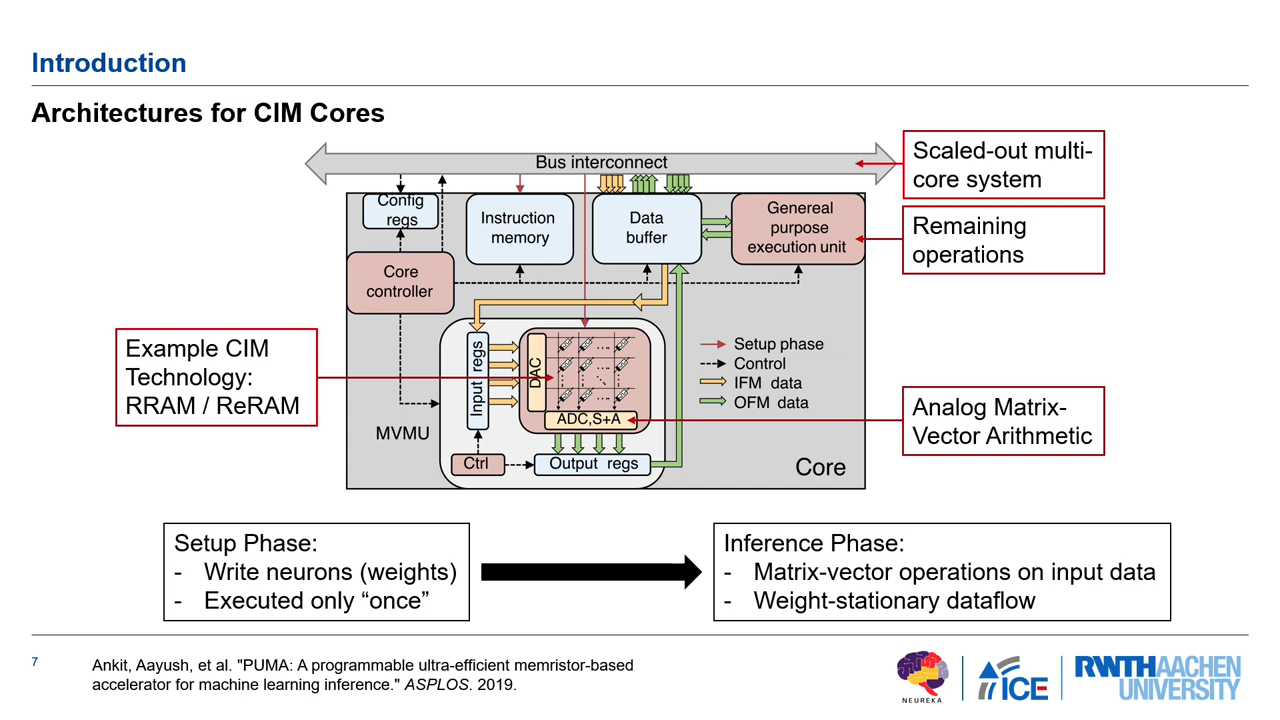 Introduction
Architectures for CIM Cores
Bus interconnect
Scaled-out multi-
core system
Config
regs
Instruction
memory
Data
buffer
Genereal
purpose
execution unit
Remaining
operations
Core
controller
Example CIM
Technology:
RRAM / ReRAM
Input regs
DAC
ADC,S+A
MVMU
Ctrl
Output regs
Setup phase
Control
IFM data
OFM data
Analog Matrix-
Vector Arithmetic
Core
Setup Phase:
- Write neurons (weights)
- Executed only “once”
Inference Phase:
- Matrix-vector operations on input data
- Weight-stationary dataflow
7
Ankit, Aayush, et al. "PUMA: A programmable ultra-efficient memristor-based
accelerator for machine learning inference." ASPLOS. 2019.
NEUREKA
ICE
RWTHAACHEN
UNIVERSITY